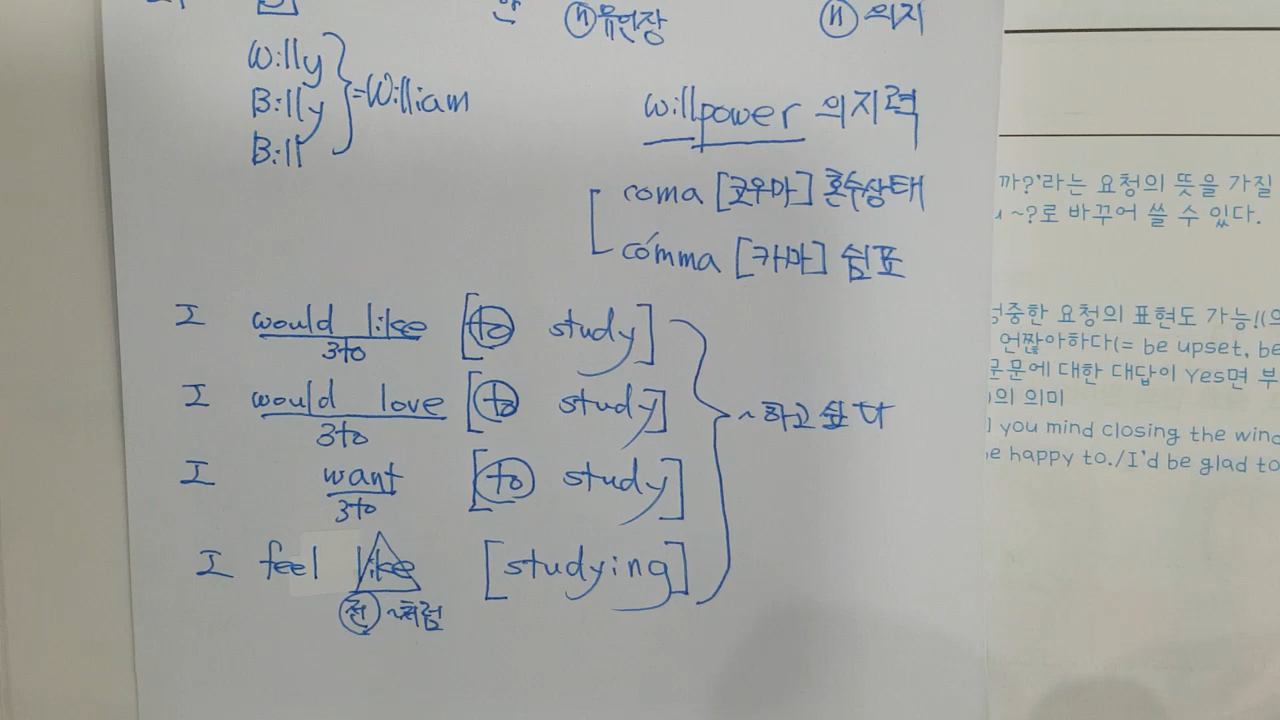 ⓝ유언장 ⓝ 의지
Willy
Billy
Bill
=William
willpower 의지력
coma [코우마] 혼수상태
cómma [카마] 쉼표
I would like [to study]
3to
I would love [to study]
3to
I want [to study]
3to
I feel like [studying]
전 ~처럼
~하고 싶다
까?'라는 요청의 뜻을 가질
~?로 바꾸어 쓸 수 있다.
정중한 요청의 표현도 가능!(의
언짢아하다(= be upset, be
문에 대한 대답이 Yes면 부
의 의미
you mind closing the wind
e happy to./I'd be glad to